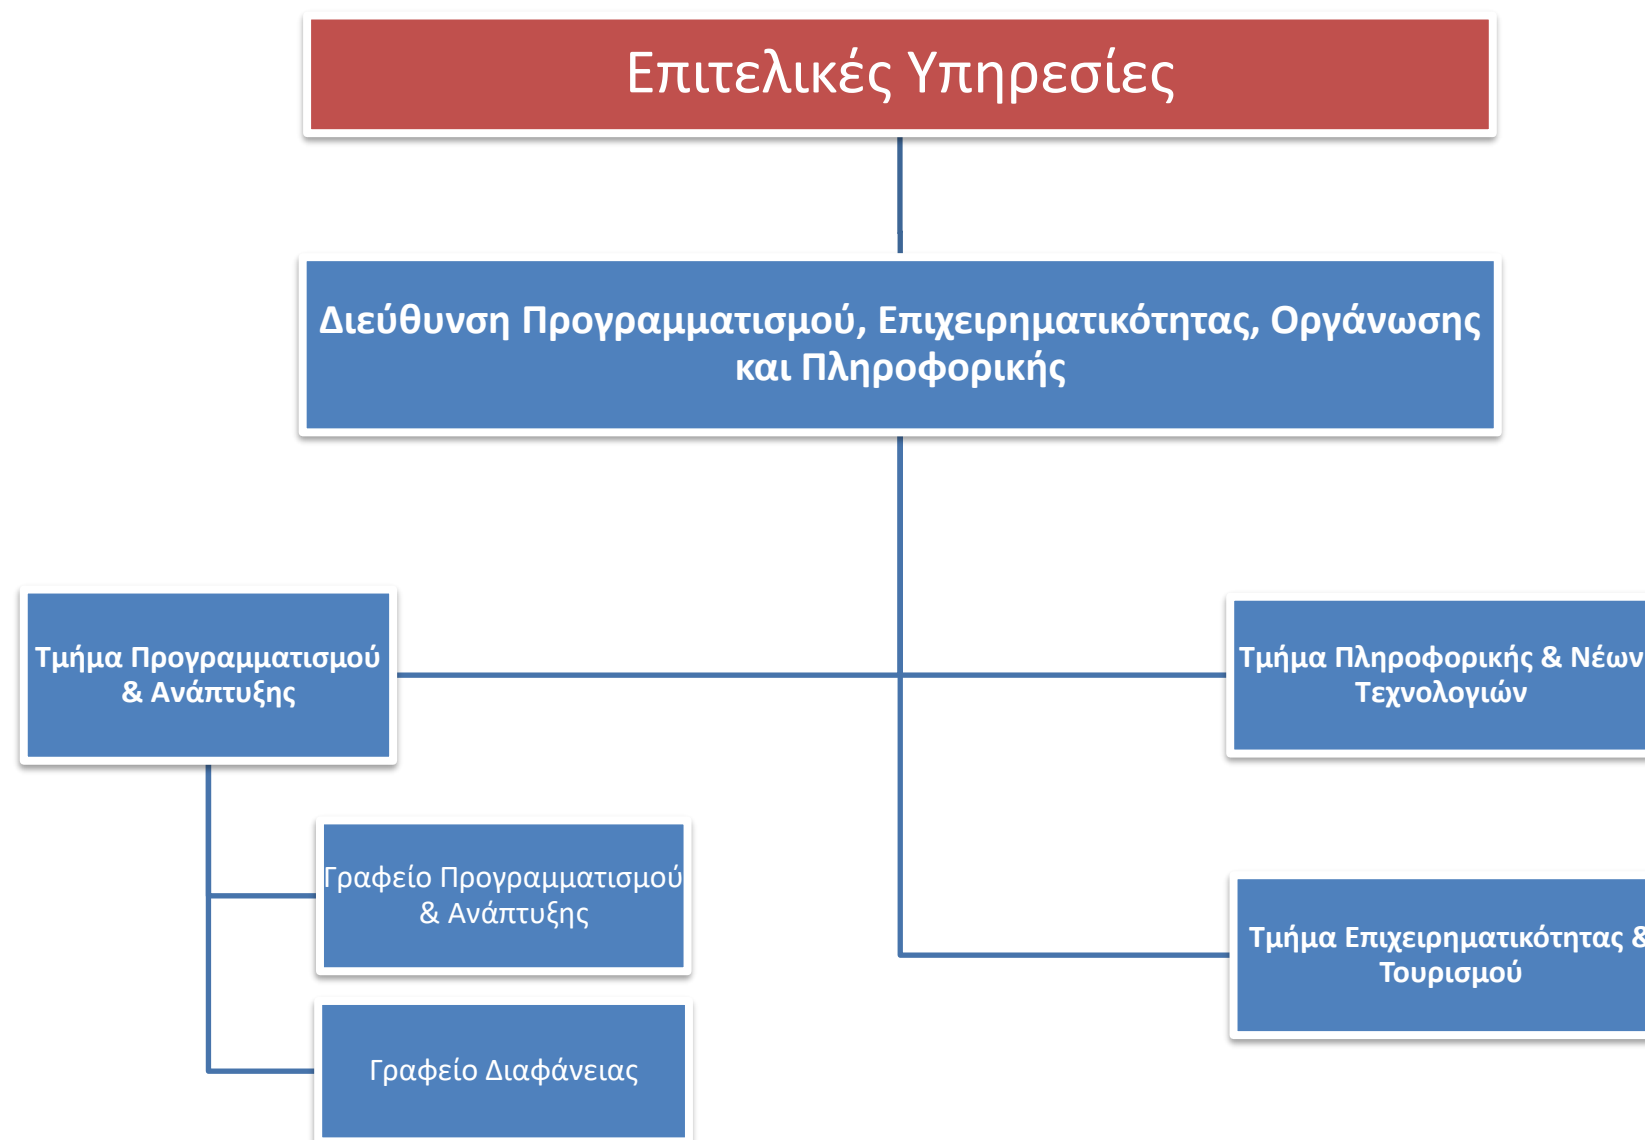 Επιτελικές Υπηρεσίες
Διεύθυνση Προγραμματισμού, Επιχειρηματικότητας, Οργάνωσης
και Πληροφορικής
Τμήμα Προγραμματισμού
& Ανάπτυξης
Τμήμα Πληροφορικής & Νέων
Τεχνολογιών
Γραφείο Προγραμματισμού
& Ανάπτυξης
Τμήμα Επιχειρηματικότητας &
Τουρισμού
Γραφείο Διαφάνειας